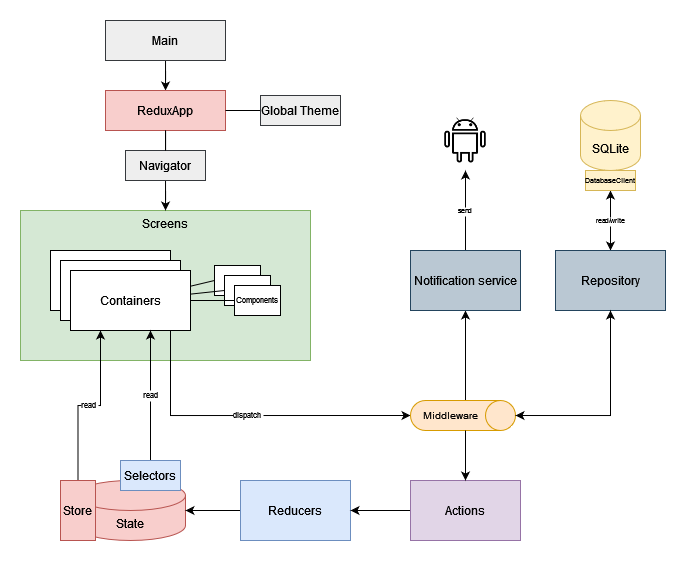 Main
ReduxApp
Global Theme
Navigator
SQLite
DatabaseClient
Screens
send
read/write
Containers
Components
Notification service
Repository
read
read
dispatch
Middleware
Selectors
Store
State
Reducers
Actions